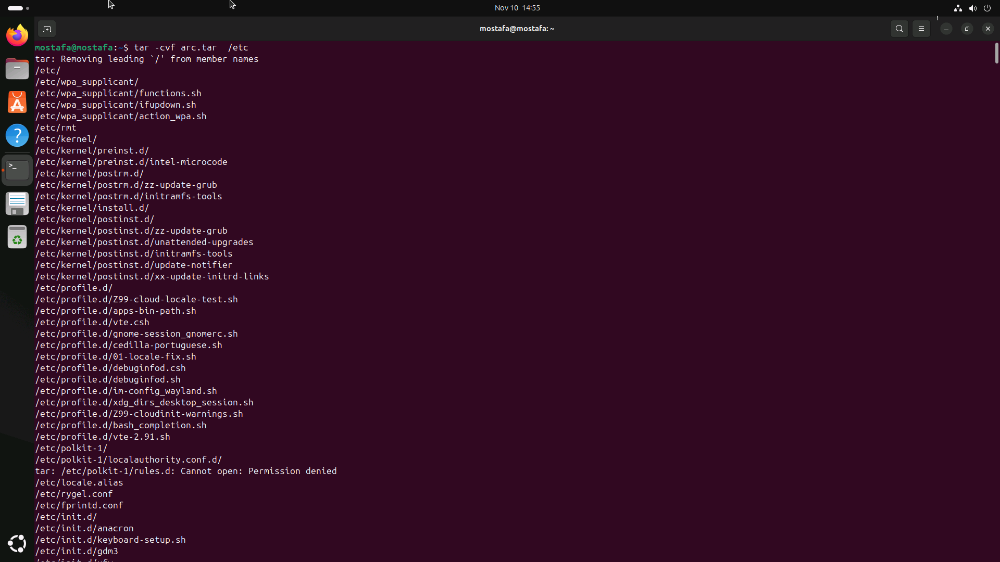 Nov 10 14:55
mostafa@mostafa: ~
mostafa@mostafa:~$ tar -cvf arc.tar  /etc
tar: Removing leading `/' from member names
/etc/
/etc/wpa_supplicant/
/etc/wpa_supplicant/functions.sh
/etc/wpa_supplicant/ifupdown.sh
/etc/wpa_supplicant/action_wpa.sh
/etc/rmt
/etc/kernel/
/etc/kernel/preinst.d/
/etc/kernel/preinst.d/intel-microcode
/etc/kernel/postrm.d/
/etc/kernel/postrm.d/zz-update-grub
/etc/kernel/postrm.d/initramfs-tools
/etc/kernel/install.d/
/etc/kernel/postinst.d/
/etc/kernel/postinst.d/zz-update-grub
/etc/kernel/postinst.d/unattended-upgrades
/etc/kernel/postinst.d/initramfs-tools
/etc/kernel/postinst.d/update-notifier
/etc/kernel/postinst.d/xx-update-initrd-links
/etc/profile.d/
/etc/profile.d/Z99-cloud-locale-test.sh
/etc/profile.d/apps-bin-path.sh
/etc/profile.d/vte.csh
/etc/profile.d/gnome-session_gnomerc.sh
/etc/profile.d/cedilla-portuguese.sh
/etc/profile.d/01-locale-fix.sh
/etc/profile.d/debuginfod.csh
/etc/profile.d/debuginfod.sh
/etc/profile.d/im-config_wayland.sh
/etc/profile.d/xdg_dirs_desktop_session.sh
/etc/profile.d/Z99-cloudinit-warnings.sh
/etc/profile.d/bash_completion.sh
/etc/profile.d/vte-2.91.sh
/etc/polkit-1/
/etc/polkit-1/localauthority.conf.d/
tar: /etc/polkit-1/rules.d: Cannot open: Permission denied
/etc/locale.alias
/etc/rygel.conf
/etc/fprintd.conf
/etc/init.d/
/etc/init.d/anacron
/etc/init.d/keyboard-setup.sh
/etc/init.d/gdm3